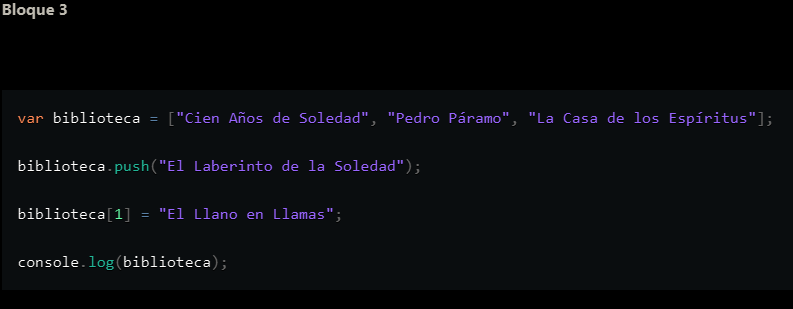 Bloque 3
var biblioteca = ["Cien Años de Soledad", "Pedro Páramo", "La Casa de los Espíritus"];
biblioteca.push("El Laberinto de la Soledad");
biblioteca[1] = "El Llano en Llamas";
console.log(biblioteca);